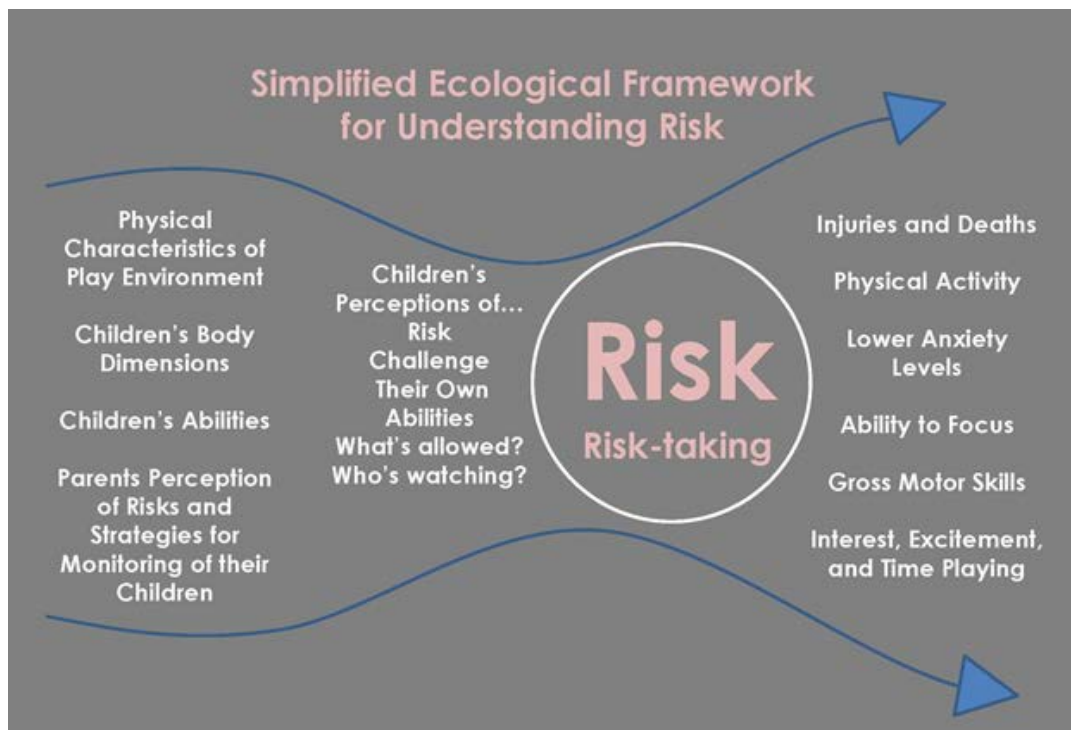 Simplified Ecological Framework
for Understanding Risk
Physical
Characteristics of
Play Environment
Children's Body
Dimensions
Children's Abilities
Parents Perception
of Risks and
Strategies for
Monitoring of their
Children
Children's
Perceptions of...
Risk
Challenge
Their Own
Abilities
What's allowed?
Who's watching?
Risk
Risk-taking
Injuries and Deaths
Physical Activity
Lower Anxiety
Levels
Ability to Focus
Gross Motor Skills
Interest, Excitement,
and Time Playing